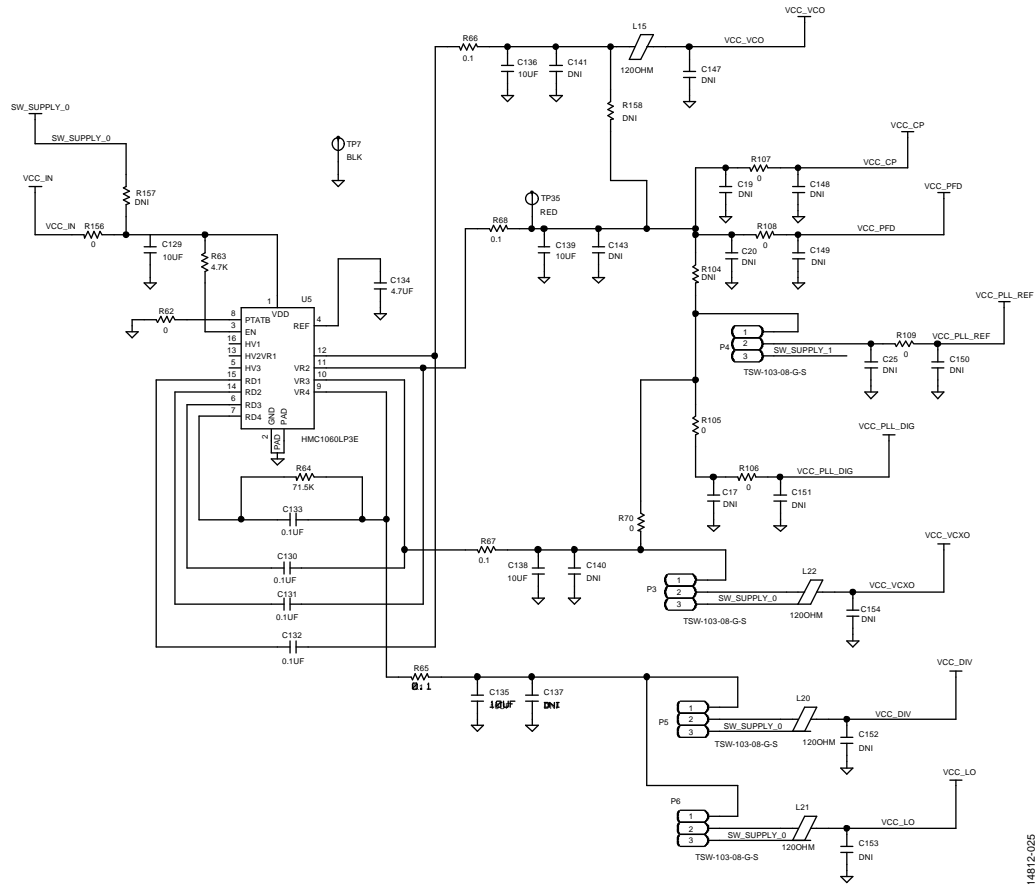 VCC_VCO
L15
R66
VCC_VCO
0.1
C136
10UF
C141
DNI
120OHM
C147
DNI
R158
DNI
SW_SUPPLY_0
SW_SUPPLY_0
TP7
BLK
VCC_CP
R107
VCC_CP
0
C19
DNI
C148
DNI
VCC_IN
R157
DNI
VCC_PFD
TP35
RED
R68
0.1
VCC_IN
R156
0
R108
VCC_PFD
0
C129
10UF
R63
4.7K
C139
10UF
C143
DNI
C20
DNI
C149
DNI
R104
DNI
C134
4.7UF
VCC_PLL_REF
1
U5
VDD
R62
0
8
PTATB
REF
4
3
EN
16
HV1
13
HV2VR1
12
5
HV3
VR2
11
15
RD1
VR3
10
14
RD2
VR4
9
6
RD3
7
RD4
GND
PAD
2
PAD
HMC1060LP3E
P4
1
2
3
SW_SUPPLY_1
TSW-103-08-G-S
R109
VCC_PLL_REF
0
C25
DNI
C150
DNI
R105
0
VCC_PLL_DIG
R106
VCC_PLL_DIG
0
C17
DNI
C151
DNI
R64
71.5K
C133
0.1UF
R70
0
VCC_VCXO
R67
0.1
C130
0.1UF
C138
10UF
C140
DNI
L22
P3
1
2
3
SW_SUPPLY_0
VCC_VCXO
TSW-103-08-G-S
120OHM
C154
DNI
C131
0.1UF
C132
0.1UF
R65
0.1
VCC_DIV
C135
10UF
C137
DNI
L20
P5
1
2
3
SW_SUPPLY_0
VCC_DIV
TSW-103-08-G-S
120OHM
C152
DNI
VCC_LO
P6
L21
1
2
3
SW_SUPPLY_0
VCC_LO
TSW-103-08-G-S
120OHM
C153
DNI
14812-025